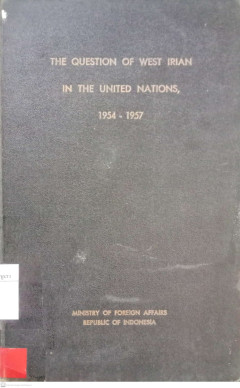 THE QUESTION OF WEST IRIAN
IN THE UNITED NATIONS,
1954 - 1957
MINISTRY OF FOREIGN AFFAIRS
REPUBLIC OF INDONESIA